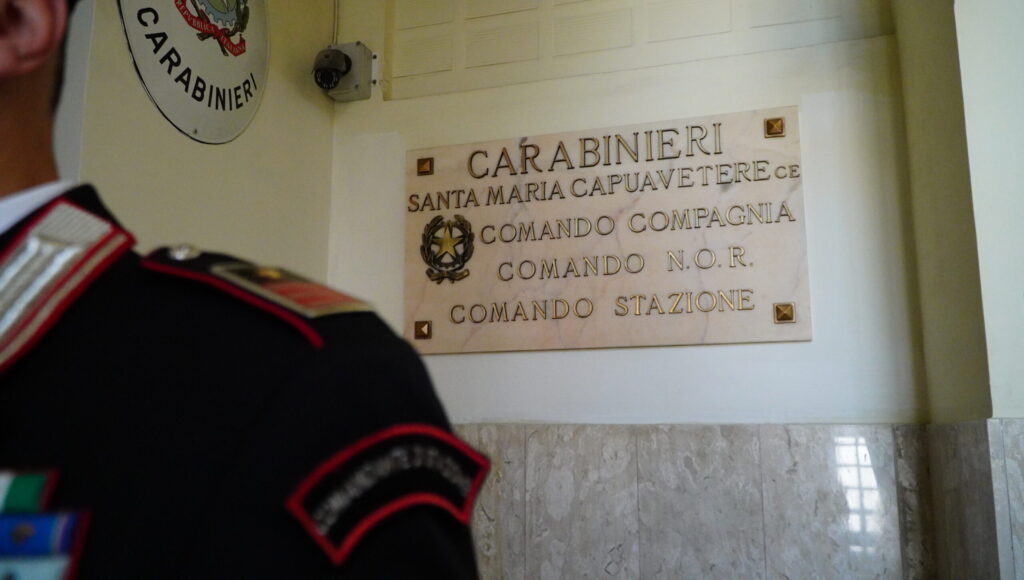 CARABINIERI
CARABINIERI
SANTA MARIA CAPUAVETERE CE
COMANDO COMPAGNIA
COMANDO N.O.R.
COMANDO STAZIONE